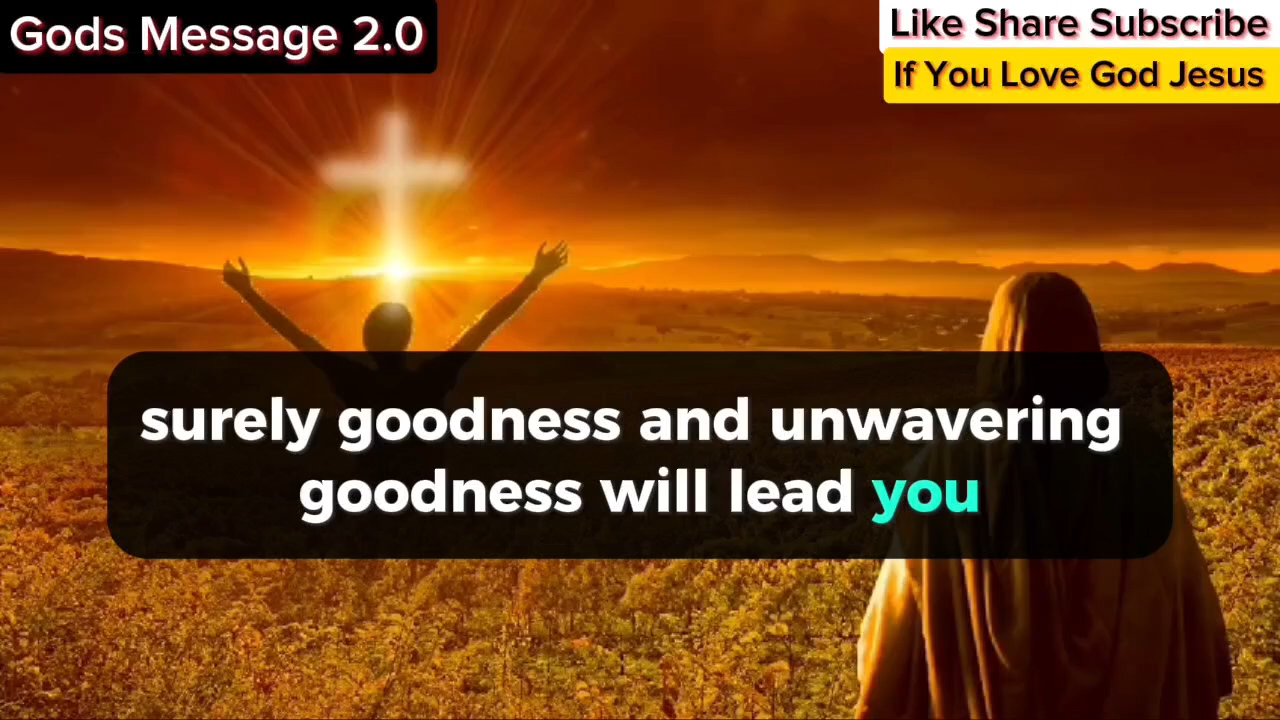 Gods Message 2.0
Like Share Subscribe
If You Love God Jesus
surely goodness and unwavering
goodness will lead you